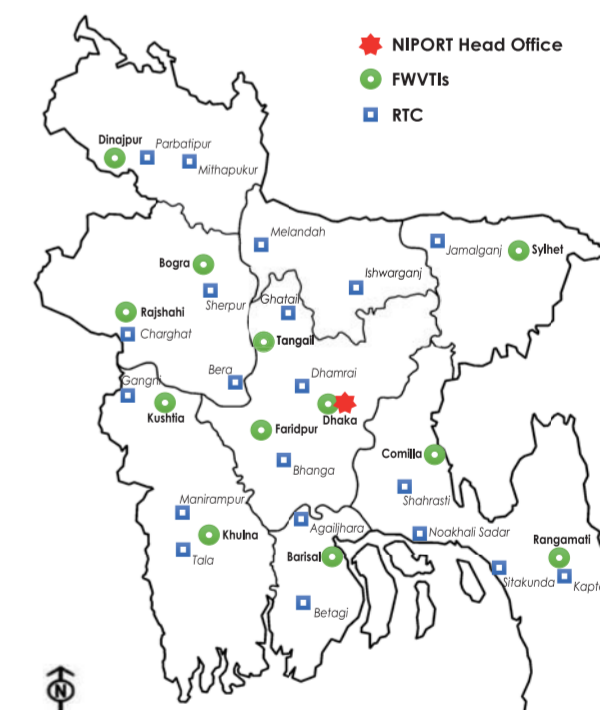 NIPORT Head Office
FWVTIs
RTC
Dinajpur
Parbatipur
Mithapukur
Melandah
Jamalganj
Sylhet
Bogra
Ishwarganj
Sherpur
Ghatail
Rajshahi
Charghat
Tangail
Bera
Dhamrai
Gangni
Kushtia
Dhaka
Faridpur
Comilla
Bhanga
Shahrasti
Manirampur
Agailjhara
Noakhali Sadar
Khulna
Rangamati
Tala
Barisal
Sitakunda
Kapt
Betagi
N